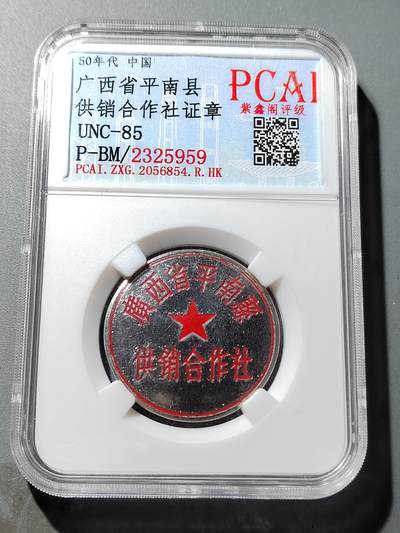 50年代 中国
广西省平南县
供销合作社证章
UNC-85
P-BM/2325959
PCAI.ZXG.2056854.R.HK
PCAI
紫鑫阁评级
廣西省平南縣
供销合作社